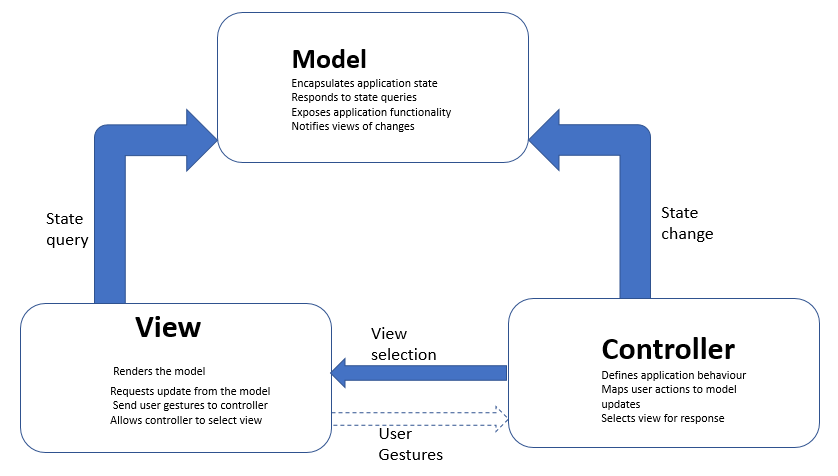 Model
Encapsulates application state
Responds to state queries
Exposes application functionality
Notifies views of changes
State
query
State
change
View
Renders the model
Requests update from the model
Send user gestures to controller
Allows controller to select view
View
selection
User
Gestures
Controller
Defines application behaviour
Maps user actions to model
updates
Selects view for response